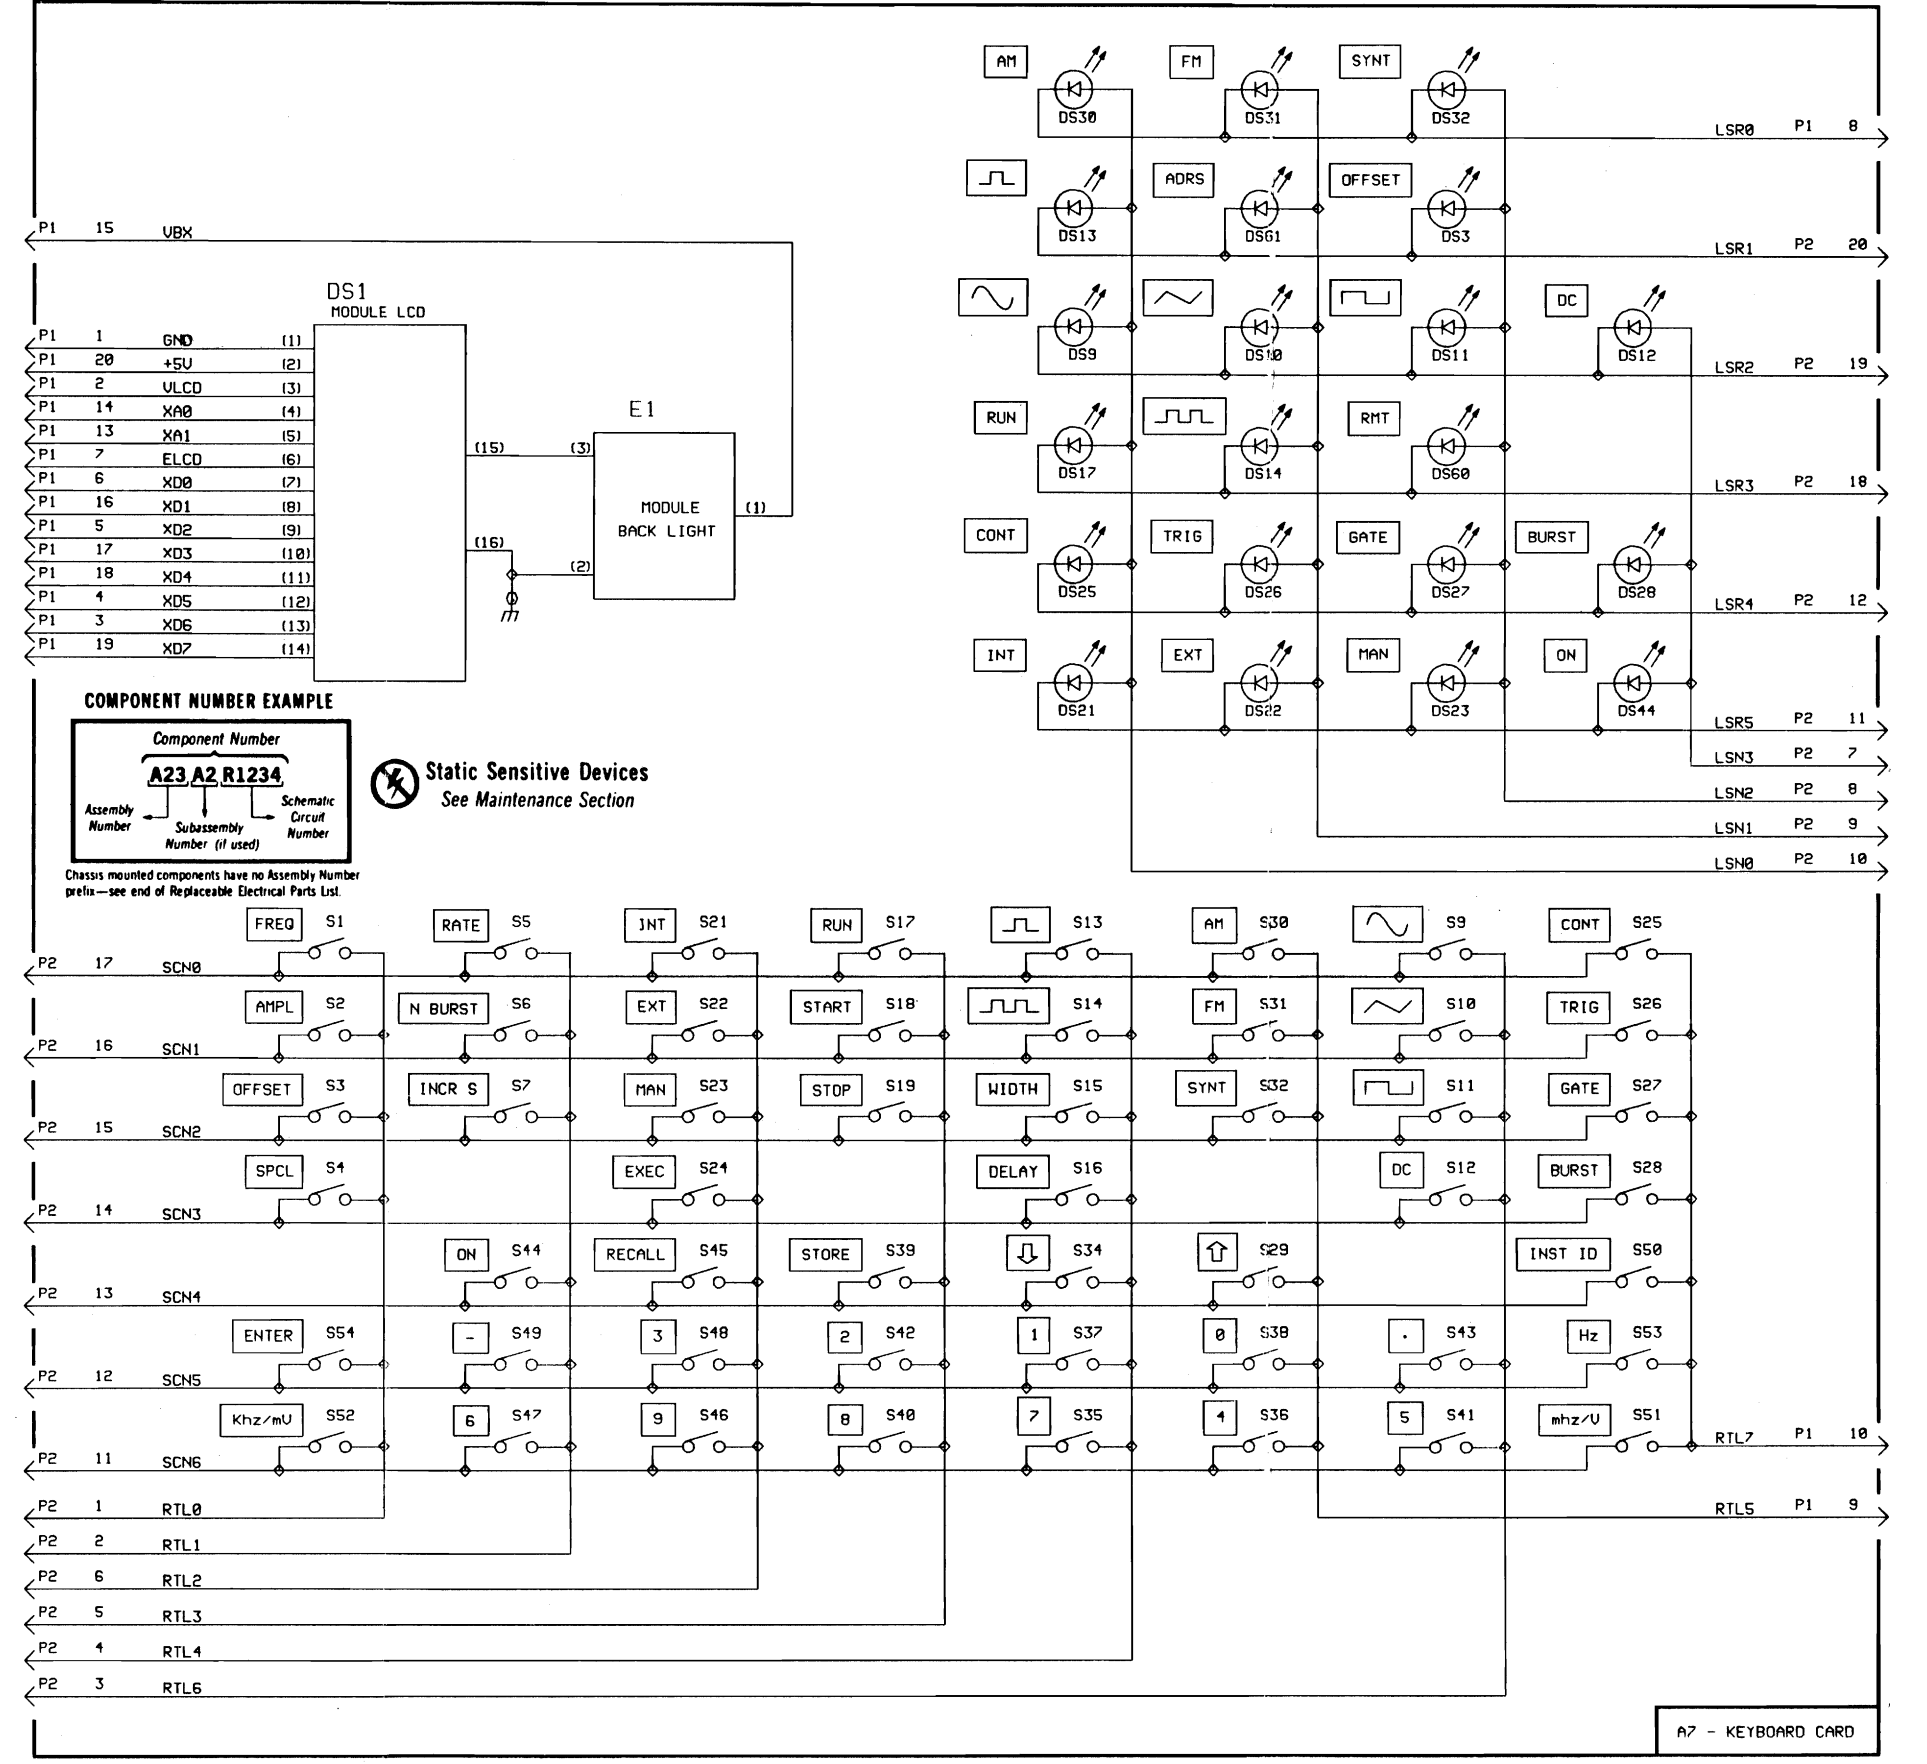 AM FM SYNT
DS30 DS31 DS32
LSR0 P1 8
ADRS OFFSET
DS13 DS61 DS3
LSR1 P2 20
P1 15 VBX
DC
DS9 DS10 DS11 DS12
LSR2 P2 19
DS1
MODULE LCD
P1 1 GND (1)
P1 20 +5V (2)
P1 2 VLCD (3)
P1 14 XA0 (4)
P1 13 XA1 (5)
P1 7 ELCD (6)
P1 6 XD0 (7)
P1 16 XD1 (8)
P1 5 XD2 (9)
P1 17 XD3 (10)
P1 18 XD4 (11)
P1 4 XD5 (12)
P1 3 XD6 (13)
P1 19 XD7 (14)
(15) (3)
(16) (2)
E1
MODULE
BACK LIGHT
(1)
RUN RMT
DS17 DS14 DS60
LSR3 P2 18
CONT TRIG GATE BURST
DS25 DS26 DS27 DS28
LSR4 P2 12
INT EXT MAN ON
DS21 DS22 DS23 DS44
LSR5 P2 11
LSN3 P2 7
LSN2 P2 8
LSN1 P2 9
LSN0 P2 10
COMPONENT NUMBER EXAMPLE
Component Number
A23 A2 R1234
Assembly
Number
Subassembly
Number (if used)
Schematic
Circuit
Number
Chassis mounted components have no Assembly Number
prefix—see end of Replaceable Electrical Parts List.
Static Sensitive Devices
See Maintenance Section
FREQ S1 RATE S5 INT S21 RUN S17 S13 AM S30 S9 CONT S25
P2 17 SCN0
AMPL S2 N BURST S6 EXT S22 START S18 S14 FM S31 S10 TRIG S26
P2 16 SCN1
OFFSET S3 INCR S S7 MAN S23 STOP S19 WIDTH S15 SYNT S32 S11 GATE S27
P2 15 SCN2
SPCL S4 EXEC S24 DELAY S16 DC S12 BURST S28
P2 14 SCN3
ON S44 RECALL S45 STORE S39 S34 S29 INST ID S50
P2 13 SCN4
ENTER S54 - S49 3 S48 2 S42 1 S37 0 S38 . S43 Hz S53
P2 12 SCN5
Khz/mV S52 6 S47 9 S46 8 S40 7 S35 4 S36 5 S41 mhz/V S51
P2 11 SCN6
RTL7 P1 10
P2 1 RTL0
RTL5 P1 9
P2 2 RTL1
P2 6 RTL2
P2 5 RTL3
P2 4 RTL4
P2 3 RTL6
A7 - KEYBOARD CARD